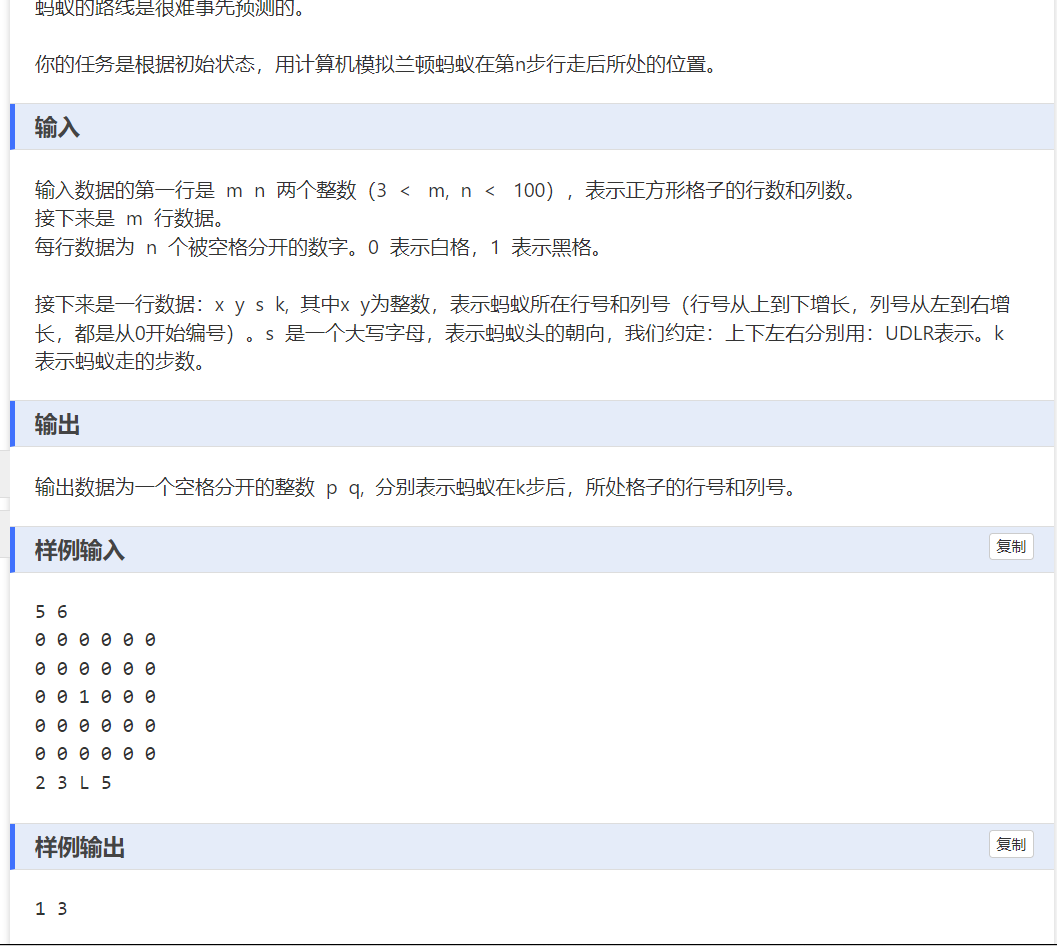 蚂蚁的路线是很难事先预测的。
你的任务是根据初始状态，用计算机模拟兰顿蚂蚁在第n步行走后所处的位置。
输入
输入数据的第一行是 m n 两个整数（3 < m, n < 100），表示正方形格子的行数和列数。
接下来是 m 行数据。
每行数据为 n 个被空格分开的数字。0 表示白格，1 表示黑格。
接下来是一行数据：x y s k, 其中x y为整数，表示蚂蚁所在行号和列号（行号从上到下增长，列号从左到右增
长，都是从0开始编号）。s 是一个大写字母，表示蚂蚁头的朝向，我们约定：上下左右分别用：UDLR表示。k
表示蚂蚁走的步数。
输出
输出数据为一个空格分开的整数 p q, 分别表示蚂蚁在k步后，所处格子的行号和列号。
样例输入
复制
5 6
0 0 0 0 0 0
0 0 0 0 0 0
0 0 1 0 0 0
0 0 0 0 0 0
0 0 0 0 0 0
2 3 L 5
样例输出
复制
1 3